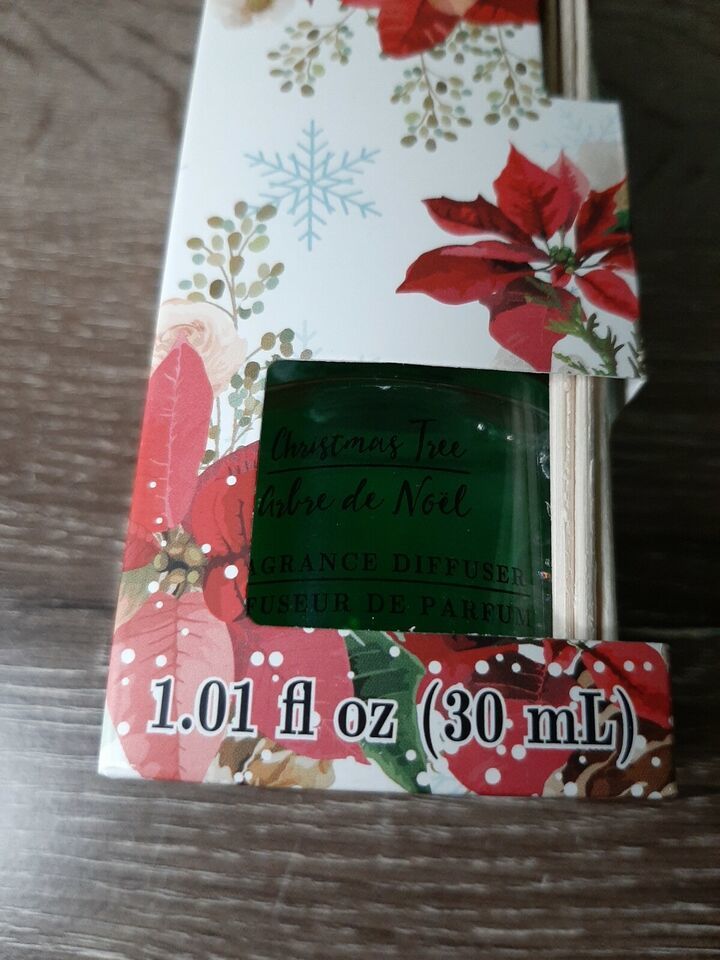 Christmas Tree
Arbre de Noël
AGRANCE DIFFUSER
FUSEUR DE PARFUM
1.01 fl oz (30 mL)